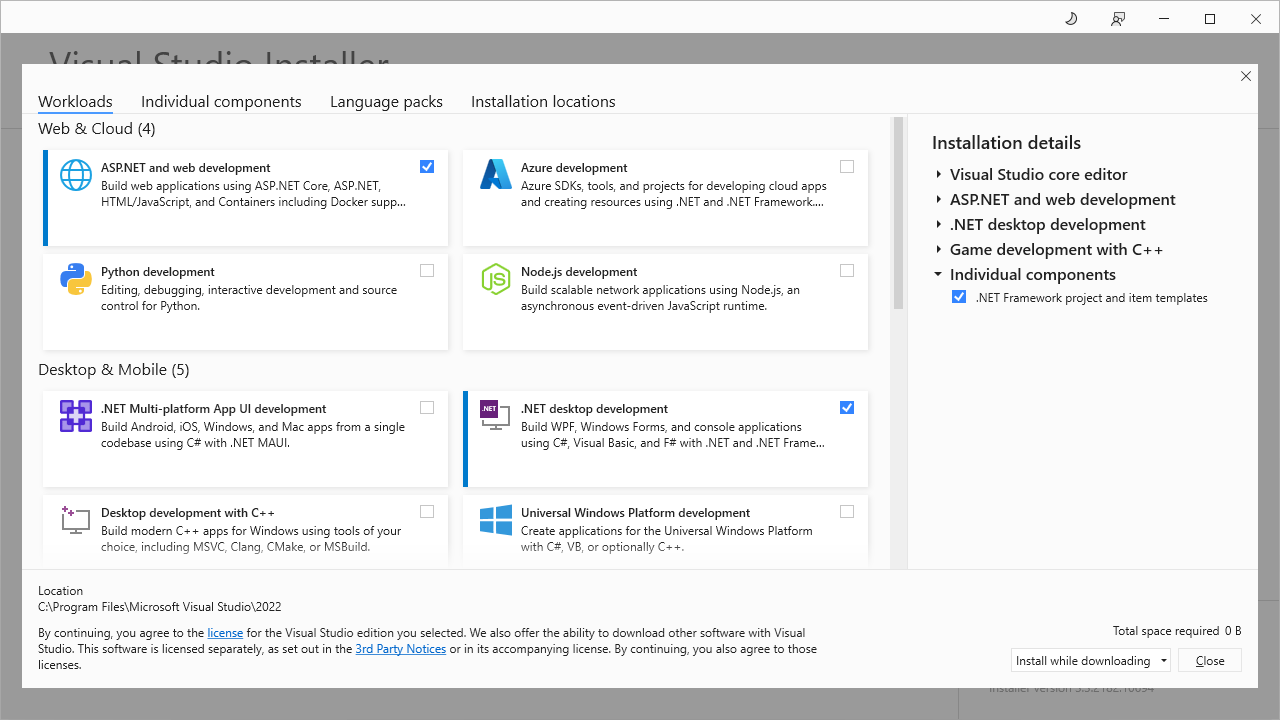 Visual Studio Installer
Workloads
Individual components
Language packs
Installation locations
Web & Cloud (4)
ASP.NET and web development
Build web applications using ASP.NET Core, ASP.NET,
HTML/JavaScript, and Containers including Docker supp...
Azure development
Azure SDKs, tools, and projects for developing cloud apps
and creating resources using .NET and .NET Framework....
Python development
Editing, debugging, interactive development and source
control for Python.
Node.js development
Build scalable network applications using Node.js, an
asynchronous event-driven JavaScript runtime.
JS
Desktop & Mobile (5)
.NET Multi-platform App UI development
Build Android, iOS, Windows, and Mac apps from a single
codebase using C# with .NET MAUI.
.NET
.NET desktop development
Build WPF, Windows Forms, and console applications
using C#, Visual Basic, and F# with .NET and .NET Frame...
Desktop development with C++
Build modern C++ apps for Windows using tools of your
choice, including MSVC, Clang, CMake, or MSBuild.
Universal Windows Platform development
Create applications for the Universal Windows Platform
with C#, VB, or optionally C++.
Installation details
Visual Studio core editor
ASP.NET and web development
.NET desktop development
Game development with C++
Individual components
.NET Framework project and item templates
Location
C:\Program Files\Microsoft Visual Studio\2022
By continuing, you agree to the license for the Visual Studio edition you selected. We also offer the ability to download other software with Visual
Studio. This software is licensed separately, as set out in the 3rd Party Notices or in its accompanying license. By continuing, you also agree to those
licenses.
Total space required 0 B
Install while downloading
Close
Installer version 3.3.2182.10694